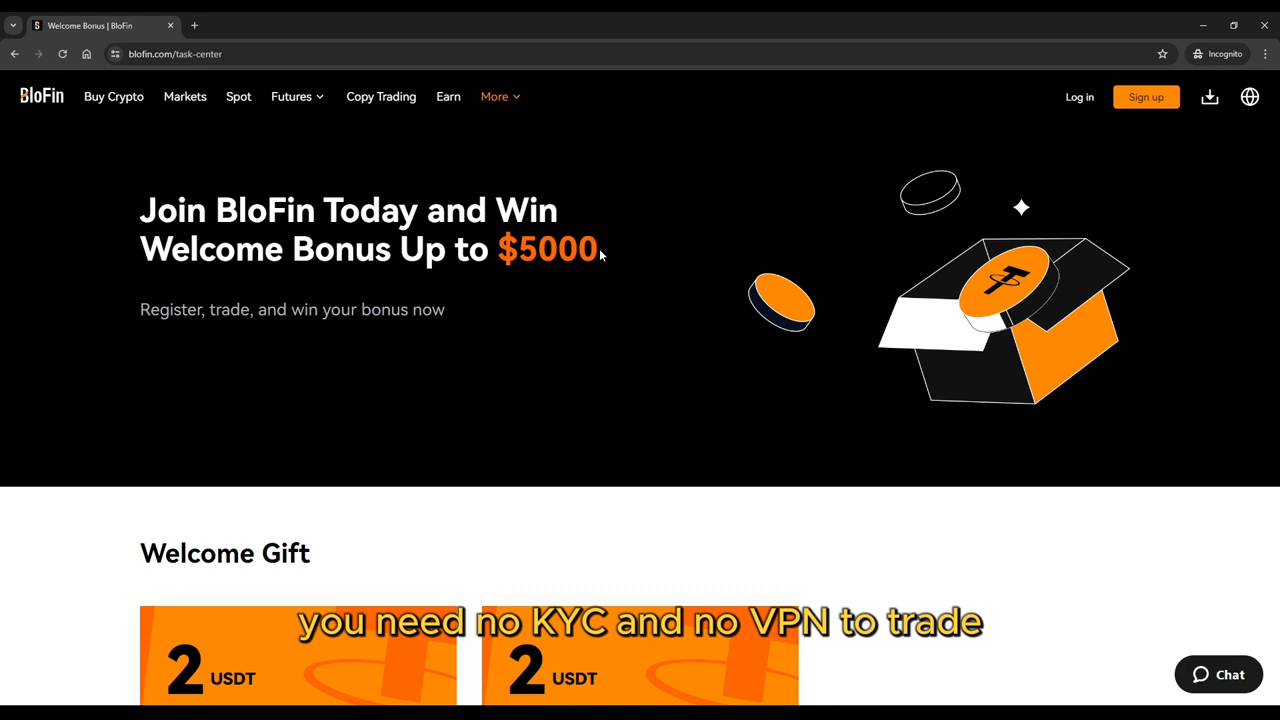 Welcome Bonus | BloFin
blofin.com/task-center
Incognito
BloFin
Buy Crypto
Markets
Spot
Futures
Copy Trading
Earn
More
Log in
Sign up
Join BloFin Today and Win
Welcome Bonus Up to $5000
Register, trade, and win your bonus now
Welcome Gift
you need no KYC and no VPN to trade
2 USDT
2 USDT
Chat